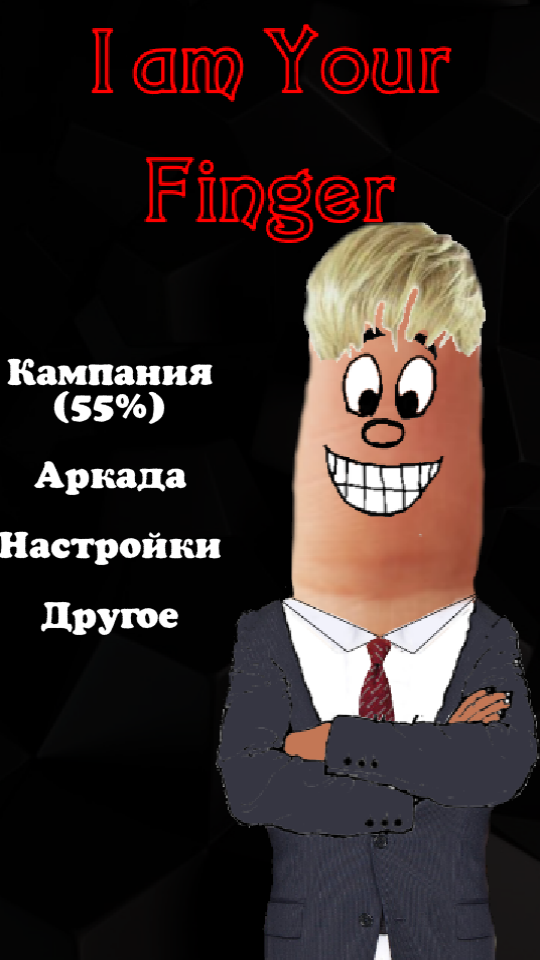 I am Your
Finger
Кампания
(55%)
Аркада
Настройки
Другое